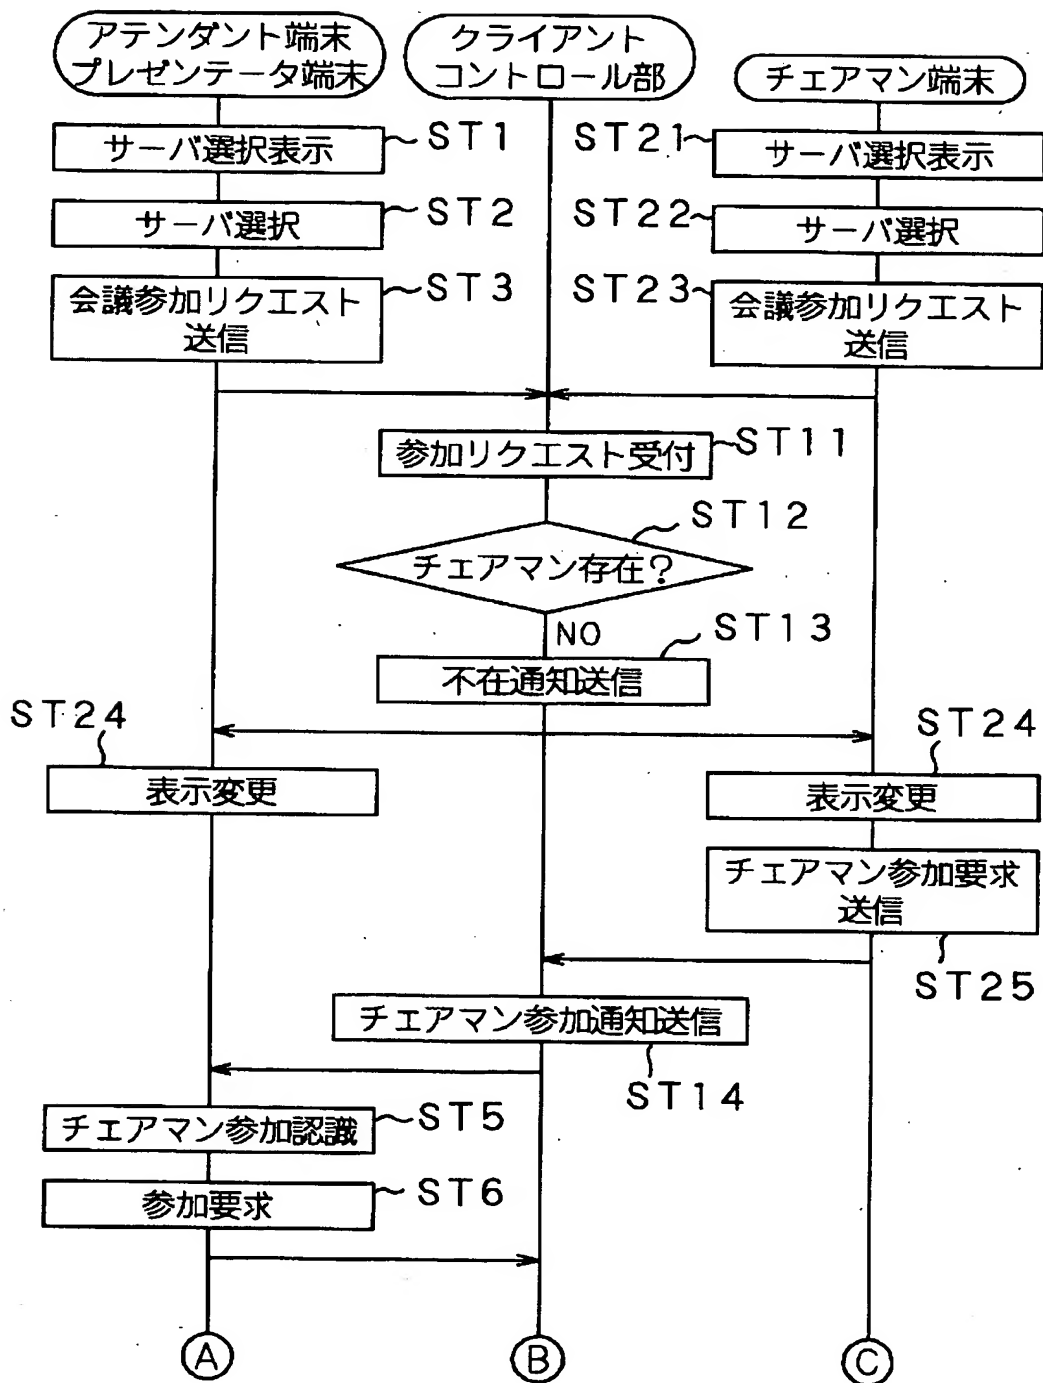 アテンダント端末
プレゼンテータ端末
クライアント
コントロール部
チェアマン端末
サーバ選択表示
ST1
ST21
サーバ選択表示
サーバ選択
ST2
ST22
サーバ選択
会議参加リクエスト
送信
ST3
ST23
会議参加リクエスト
送信
参加リクエスト受付
ST11
ST12
チェアマン存在?
NO
ST13
不在通知送信
ST24
表示変更
ST24
表示変更
チェアマン参加要求
送信
ST25
チェアマン参加通知送信
ST14
チェアマン参加認識
ST5
参加要求
ST6
A
B
C